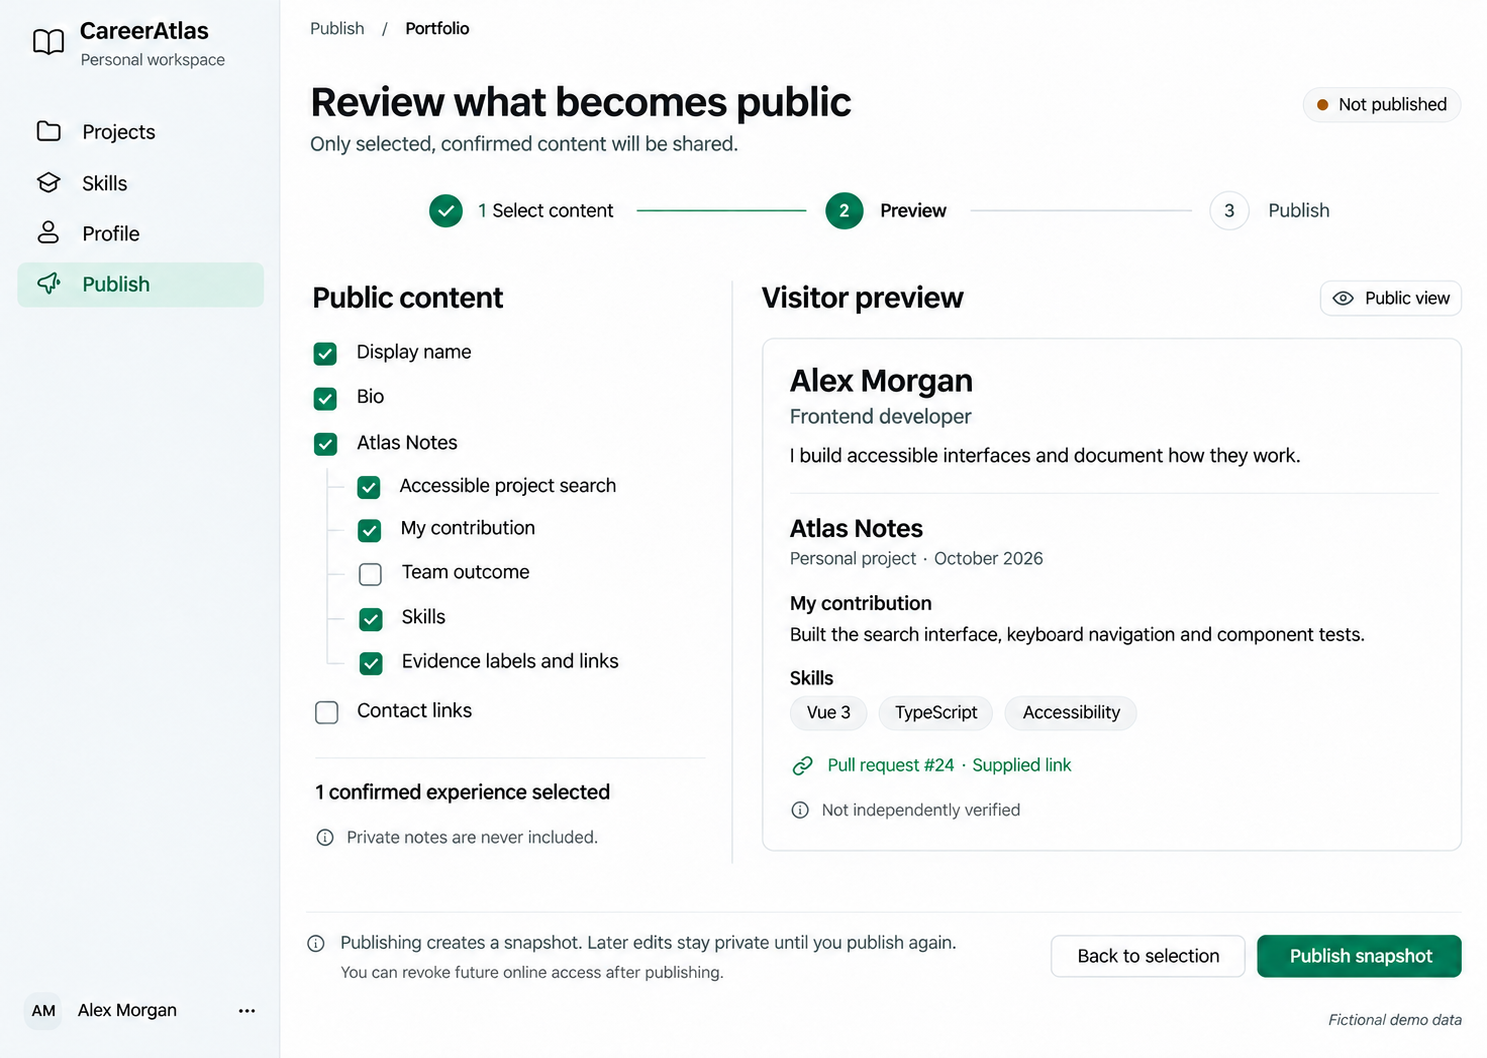 CareerAtlas
Personal workspace
Projects
Skills
Profile
Publish
AM
Alex Morgan
Publish / Portfolio
Review what becomes public
Only selected, confirmed content will be shared.
Not published
1 Select content
2
Preview
3
Publish
Public content
Display name
Bio
Atlas Notes
Accessible project search
My contribution
Team outcome
Skills
Evidence labels and links
Contact links
1 confirmed experience selected
Private notes are never included.
Visitor preview
Public view
Alex Morgan
Frontend developer
I build accessible interfaces and document how they work.
Atlas Notes
Personal project · October 2026
My contribution
Built the search interface, keyboard navigation and component tests.
Skills
Vue 3
TypeScript
Accessibility
Pull request #24 · Supplied link
Not independently verified
Publishing creates a snapshot. Later edits stay private until you publish again.
You can revoke future online access after publishing.
Back to selection
Publish snapshot
Fictional demo data